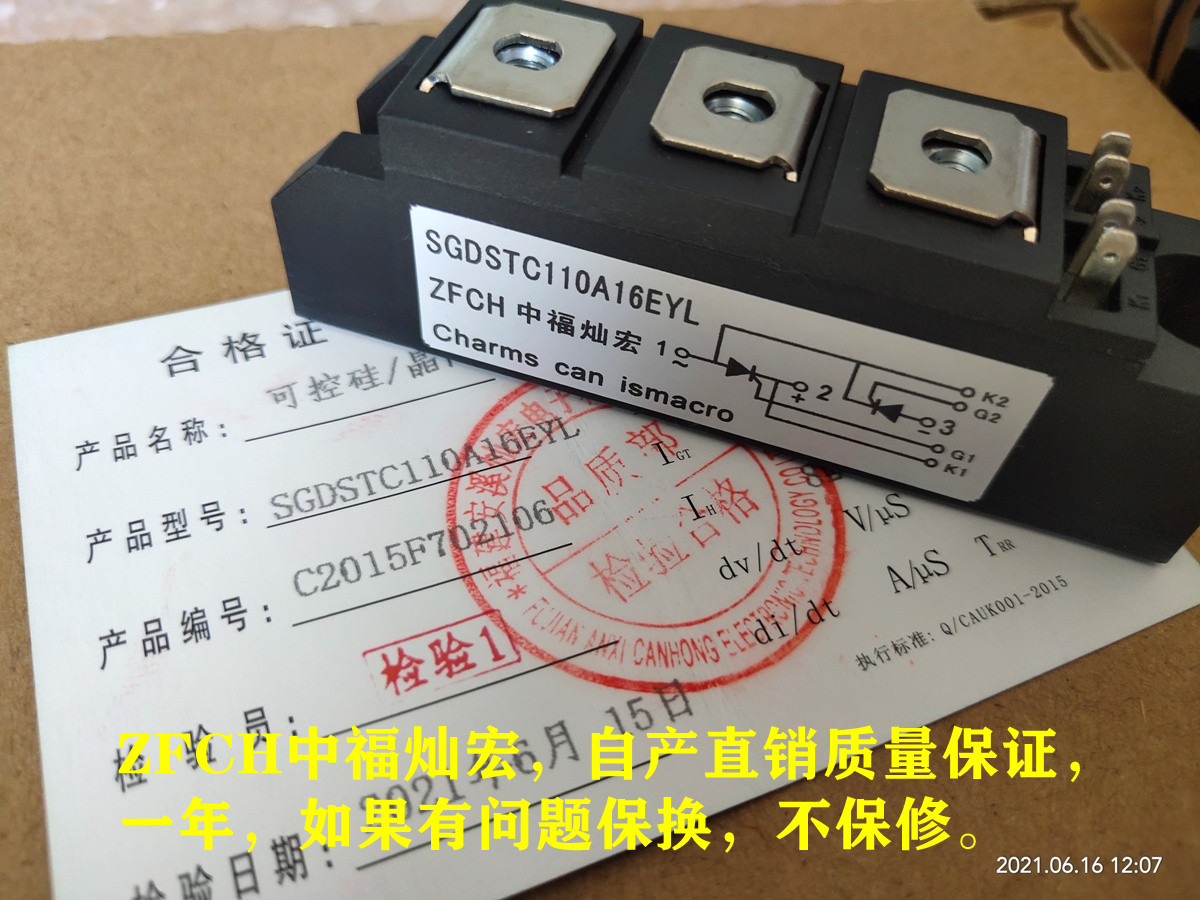 SGDSTC110A16EYL
ZFCH 中福灿宏
Charms can ismacro
1
~
2
+
3
-
K2
G2
G1
K1
合格证
产品名称:
可控硅/晶
产品型号:
SGDSTC110A16EYL
产品编号:
C2015F702106
检验员:
检验1
检验日期:
2021年6月15日
品质部
检验合格
FUJIAN ANXI CANHONG ELECTRONIC TECHNOLOGY CO
IGT
IH
dv/dt
V/μS
di/dt
A/μS
TRR
执行标准: Q/CAUK001-2015
ZFCH中福灿宏,自产直销质量保证,
一年,如果有问题保换,不保修。
2021.06.16 12:07